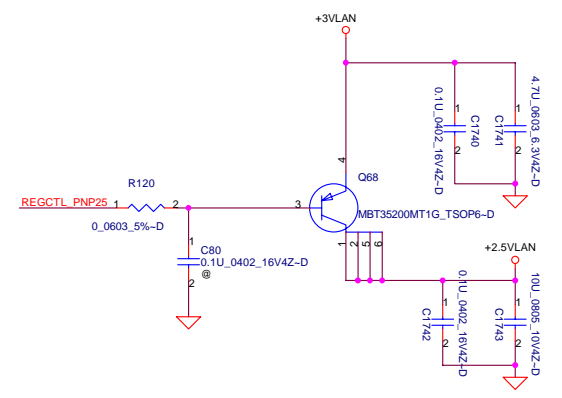 +3VLAN
4
Q68
MBT35200MT1G_TSOP6~D
3
1
2
5
6
REGCTL_PNP25
1
R120
2
0_0603_5%~D
1
C80
0.1U_0402_16V4Z~D
@
2
1
C1740
0.1U_0402_16V4Z~D
2
1
C1741
4.7U_0603_6.3V4Z~D
2
+2.5VLAN
1
C1742
0.1U_0402_16V4Z~D
2
1
C1743
10U_0805_10V4Z~D
2